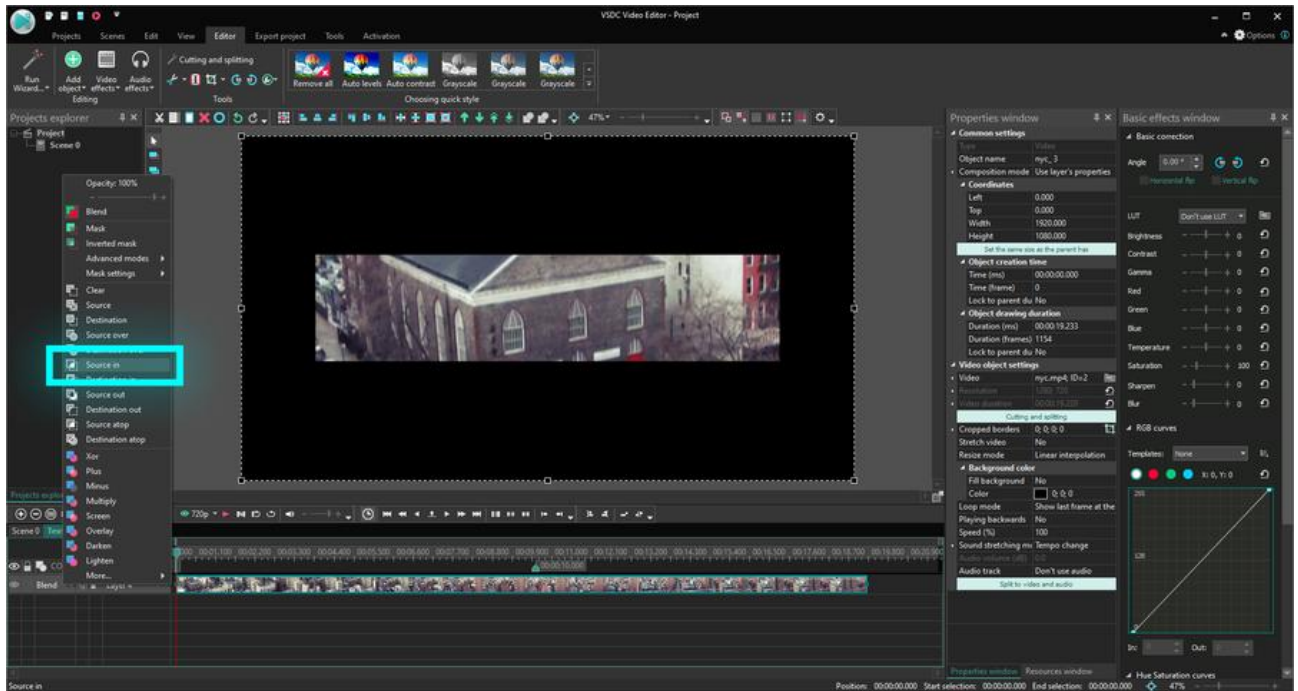 VSDC Video Editor - Project
Projects Scenes Edit View Editor Export project Tools Activation
Options
Run Wizard...
Add object
Video effects
Audio effects
Editing
Cutting and splitting
Tools
Remove all Auto levels Auto contrast Grayscale Grayscale Grayscale
Choosing quick style
Projects explorer
Project
Scene 0
47%
Opacity: 100%
Blend
Mask
Inverted mask
Advanced modes
Mask settings
Clear
Source
Destination
Source over
Source in
Source out
Destination out
Source atop
Destination atop
Xor
Plus
Minus
Multiply
Screen
Overlay
Darken
Lighten
More...
Properties window
Common settings
Type Video
Object name nyc_3
Composition mode Use layer's properties
Coordinates
Left 0.000
Top 0.000
Width 1920.000
Height 1080.000
Set the same size as the parent has
Object creation time
Time (ms) 00:00:00.000
Time (frame) 0
Lock to parent du No
Object drawing duration
Duration (ms) 00:00:19.233
Duration (frames) 1154
Lock to parent du No
Video object settings
Video nyc.mp4; ID=2
Cutting and splitting
Cropped borders 0; 0; 0; 0
Stretch video No
Resize mode Linear interpolation
Background color
Fill background No
Color 0; 0; 0
Loop mode Show last frame at the
Playing backwards No
Speed (%) 100
Sound stretching mo Tempo change
Audio track Don't use audio
Split to video and audio
Properties window Resources window
Basic effects window
Basic correction
Angle 0.00 °
Horizontal flip Vertical flip
LUT Don't use LUT
Brightness 0
Contrast 0
Gamma 0
Red 0
Green 0
Blue 0
Temperature 0
Saturation 100
Sharpen 0
Blur 0
RGB curves
Templates: None
X: 0, Y: 0
255
128
0
In: Out:
Hue Saturation curves
720p
Scene 0
00:00:10.000
Blend Layer 4
Source in
Position: 00:00:00.000 Start selection: 00:00:00.000 End selection: 00:00:00.000 47%